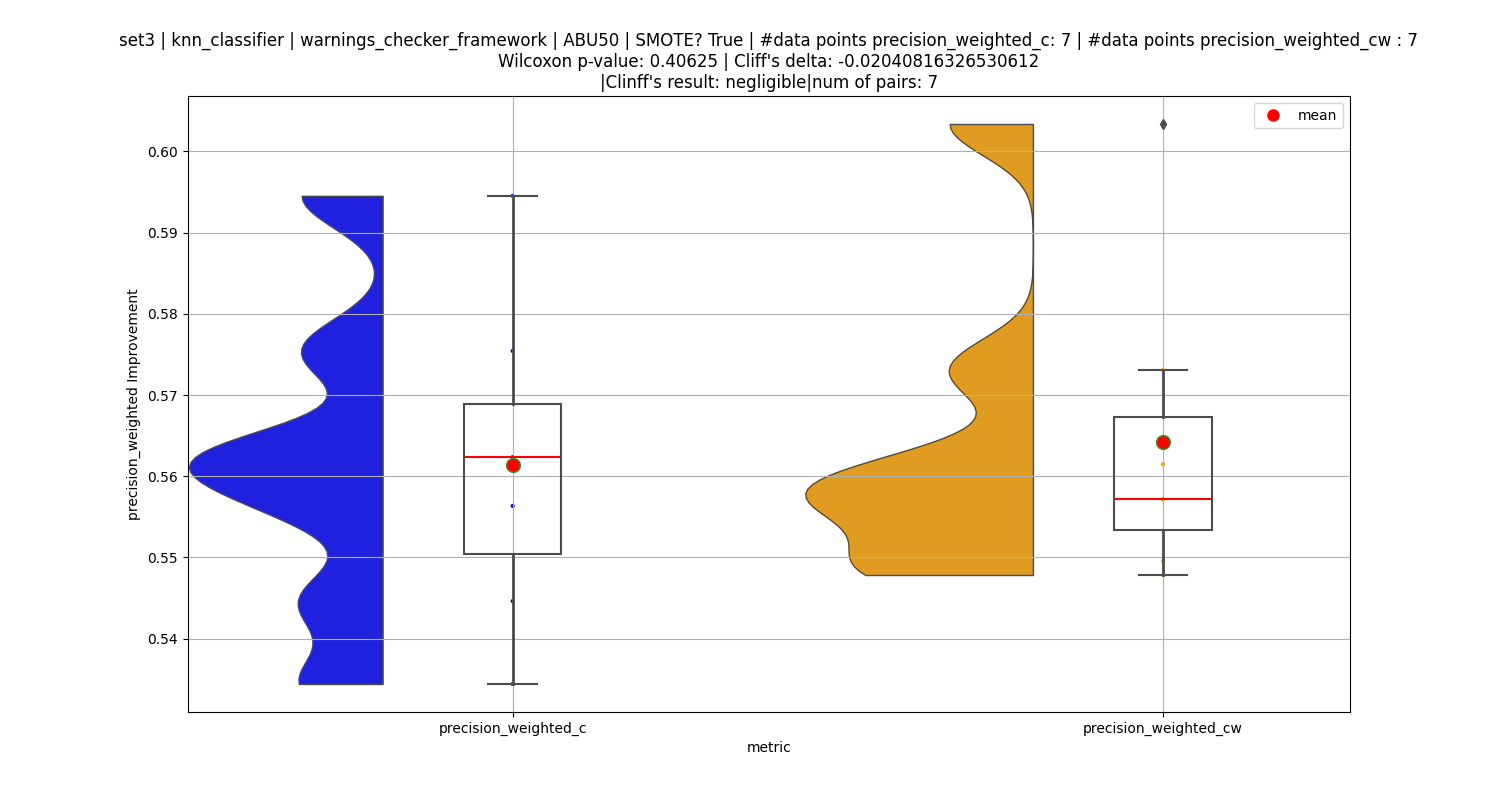 set3 | knn_classifier | warnings_checker_framework | ABU50 | SMOTE? True | #data points precision_weighted_c: 7 | #data points precision_weighted_cw : 7
Wilcoxon p-value: 0.40625 | Cliff's delta: -0.02040816326530612
|Clinff's result: negligible|num of pairs: 7
mean
0.60
0.59
0.58
0.57
0.56
0.55
0.54
precision_weighted Improvement
precision_weighted_c
precision_weighted_cw
metric